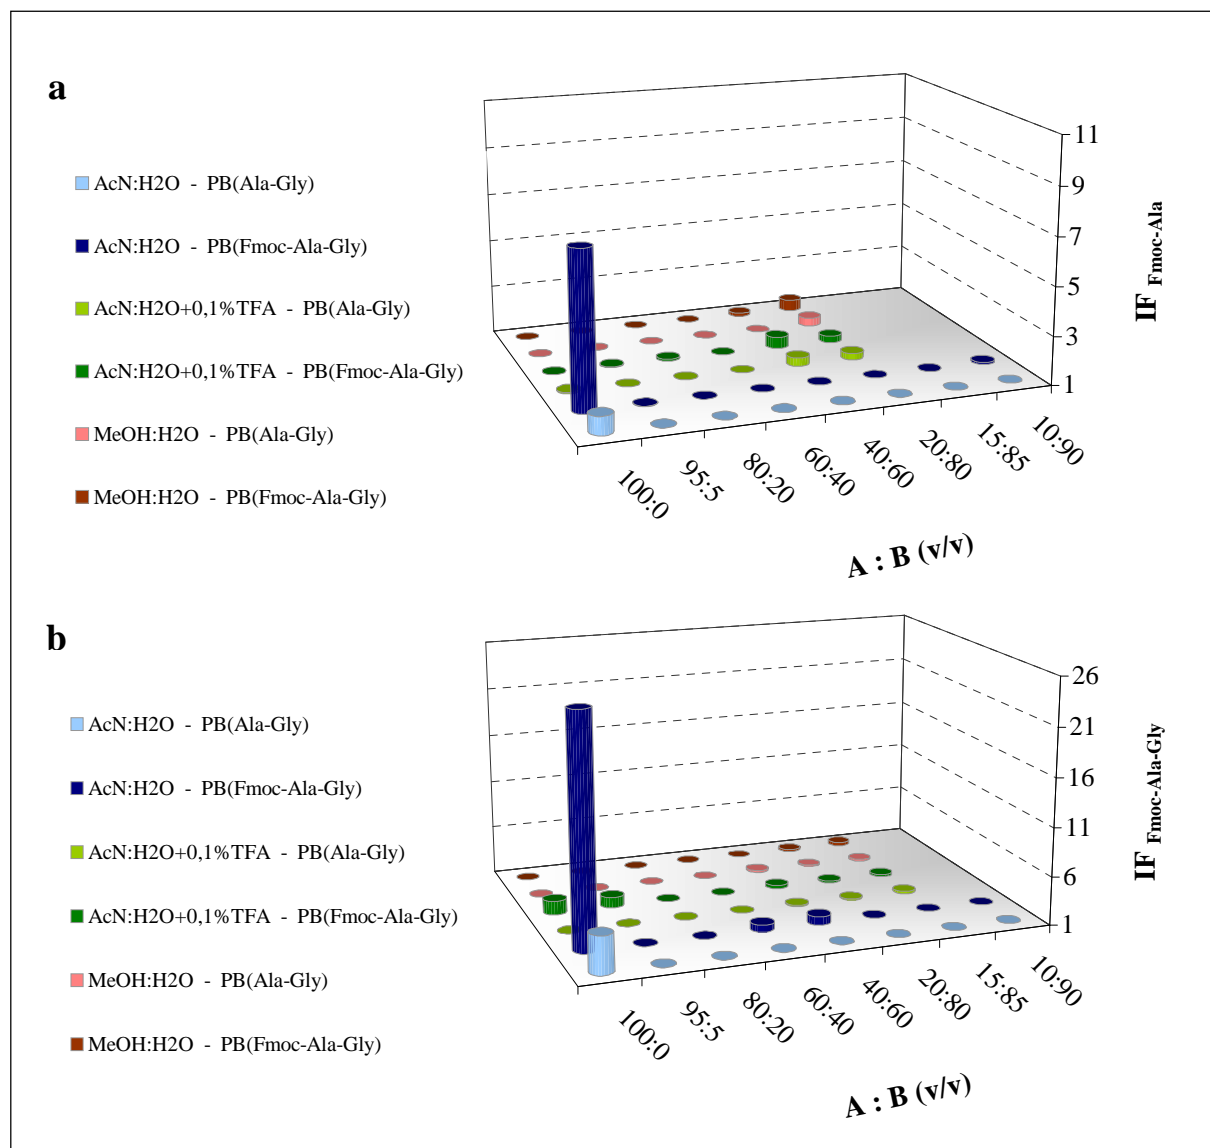 a
AcN:H2O - PB(Ala-Gly)
AcN:H2O - PB(Fmoc-Ala-Gly)
AcN:H2O+0,1%TFA - PB(Ala-Gly)
AcN:H2O+0,1%TFA - PB(Fmoc-Ala-Gly)
MeOH:H2O - PB(Ala-Gly)
MeOH:H2O - PB(Fmoc-Ala-Gly)
11
9
7
5
3
1
IF Fmoc-Ala
100:0
95:5
80:20
60:40
40:60
20:80
15:85
10:90
A : B (v/v)
b
AcN:H2O - PB(Ala-Gly)
AcN:H2O - PB(Fmoc-Ala-Gly)
AcN:H2O+0,1%TFA - PB(Ala-Gly)
AcN:H2O+0,1%TFA - PB(Fmoc-Ala-Gly)
MeOH:H2O - PB(Ala-Gly)
MeOH:H2O - PB(Fmoc-Ala-Gly)
26
21
16
11
6
1
IF Fmoc-Ala-Gly
100:0
95:5
80:20
60:40
40:60
20:80
15:85
10:90
A : B (v/v)